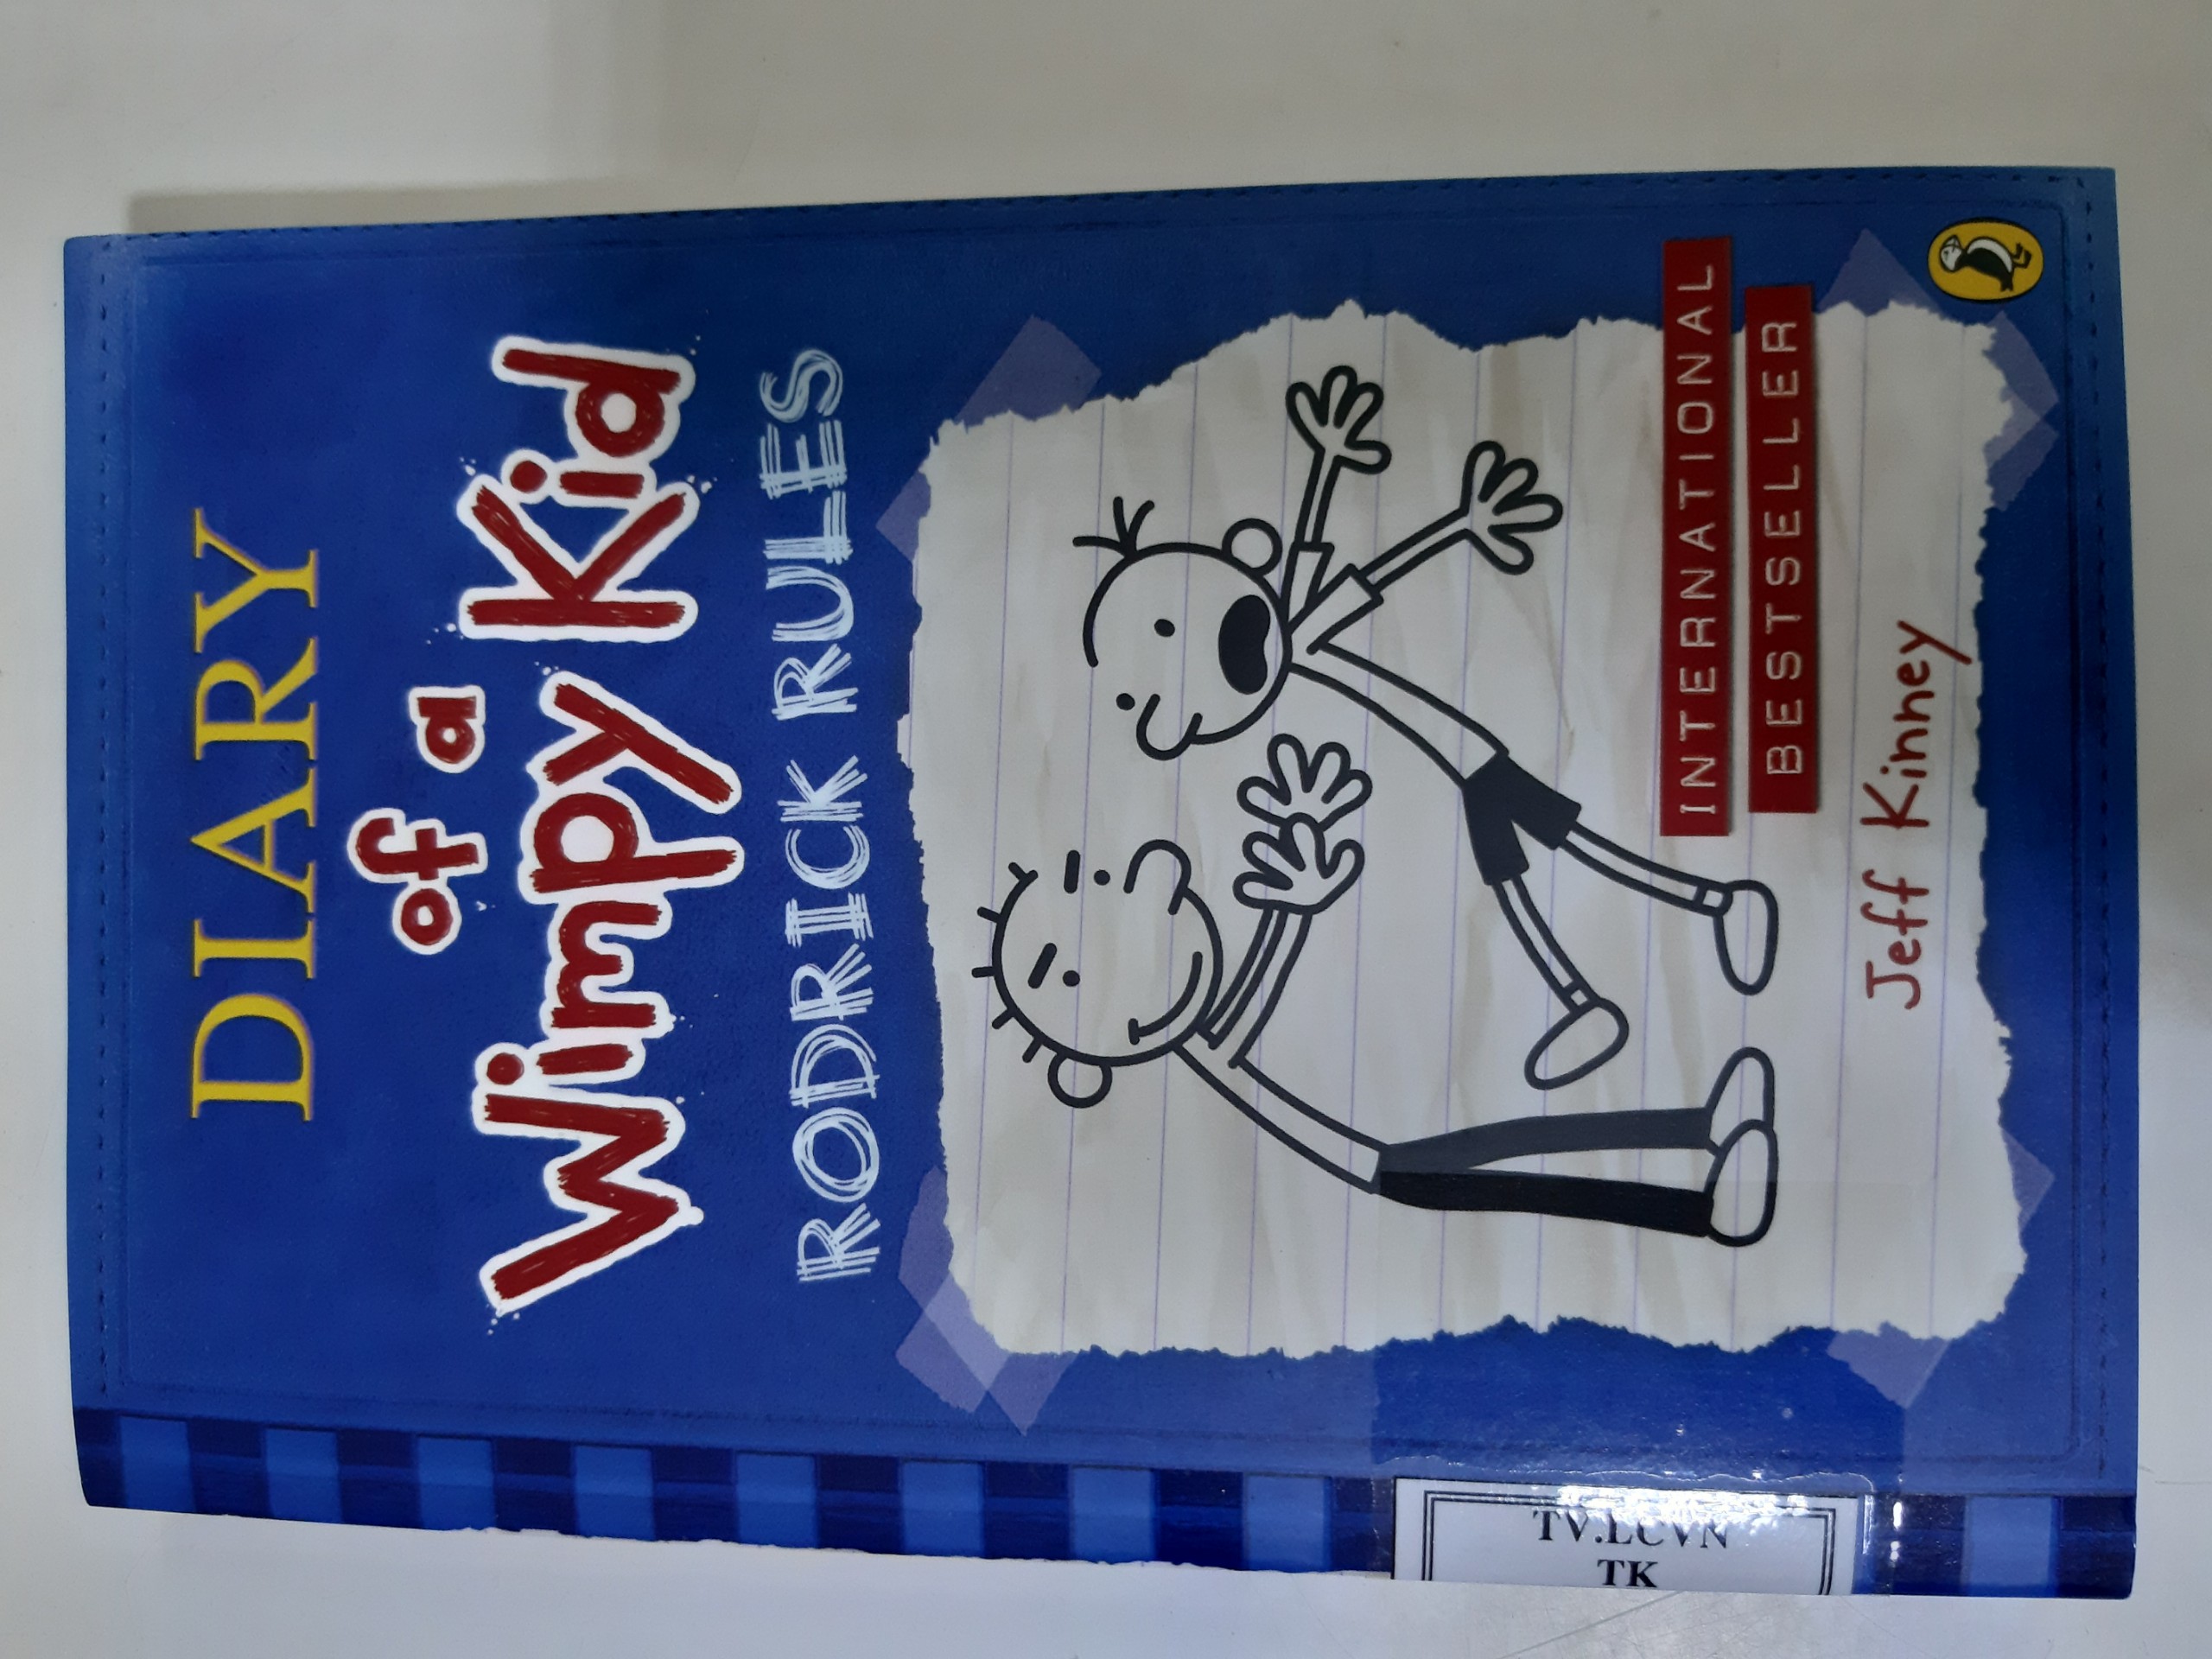 DIARY
of a
Wimpy Kid
RODRICK RULES
INTERNATIONAL
BESTSELLER
Jeff Kinney
TK